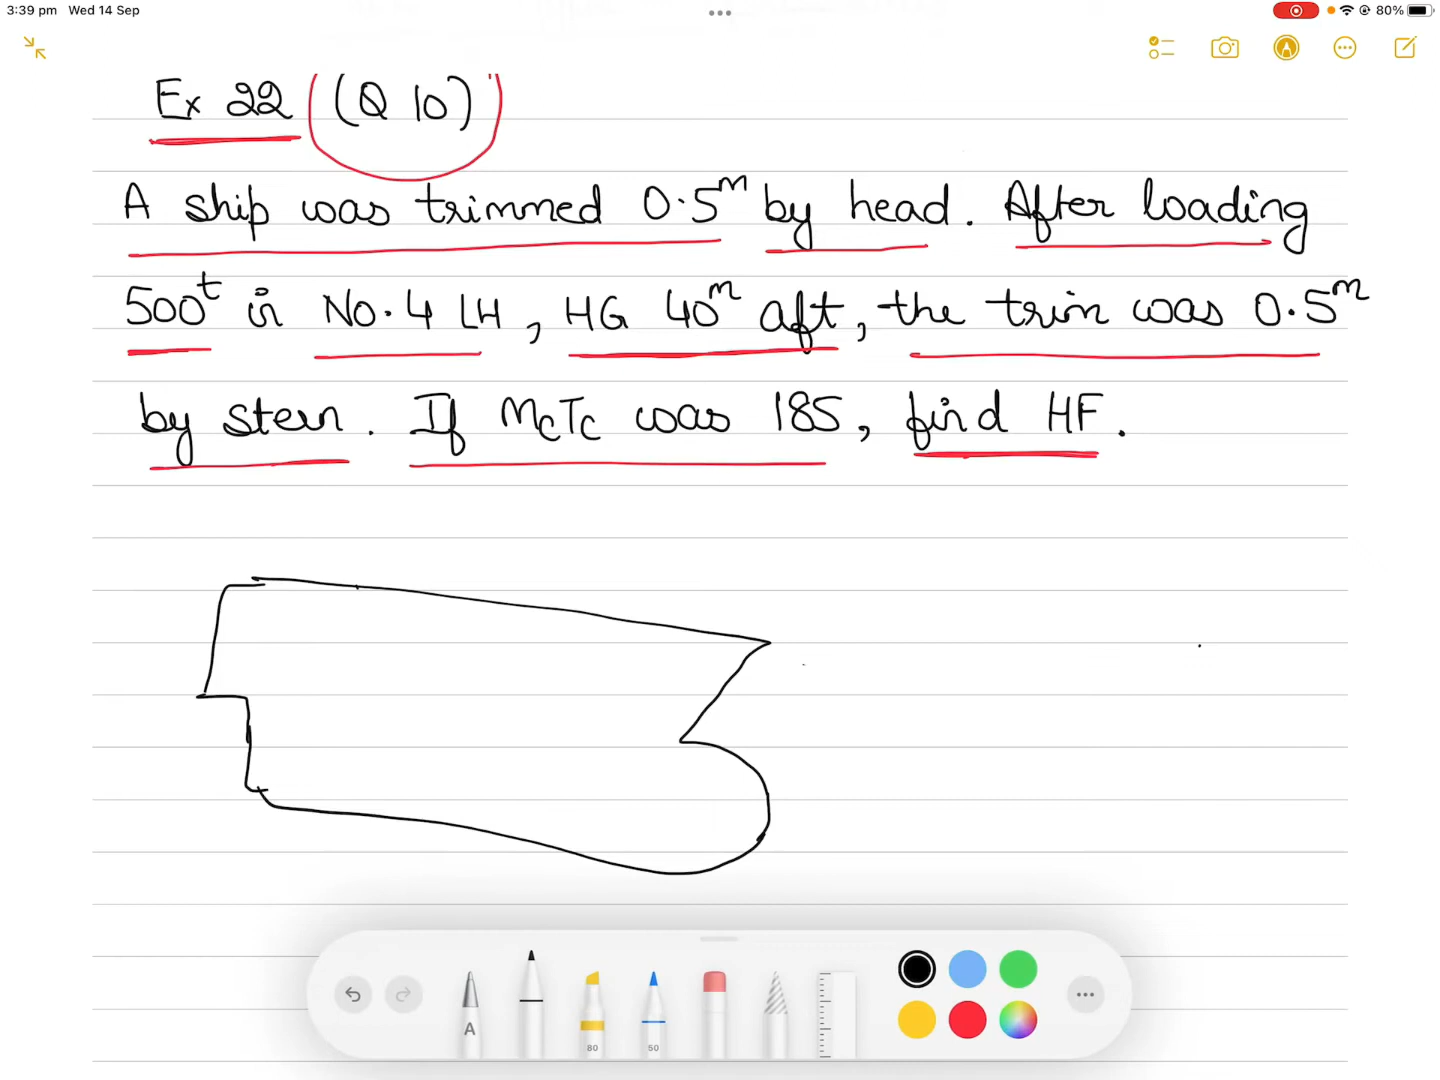 3:39 pm Wed 14 Sep
80%
Ex 22 (Q 10)
A ship was trimmed 0.5m by head. After loading
500t in No. 4 LH, HG 40m aft, the trim was 0.5m
by stern. If MCTC was 185, find HF.
A
80
50